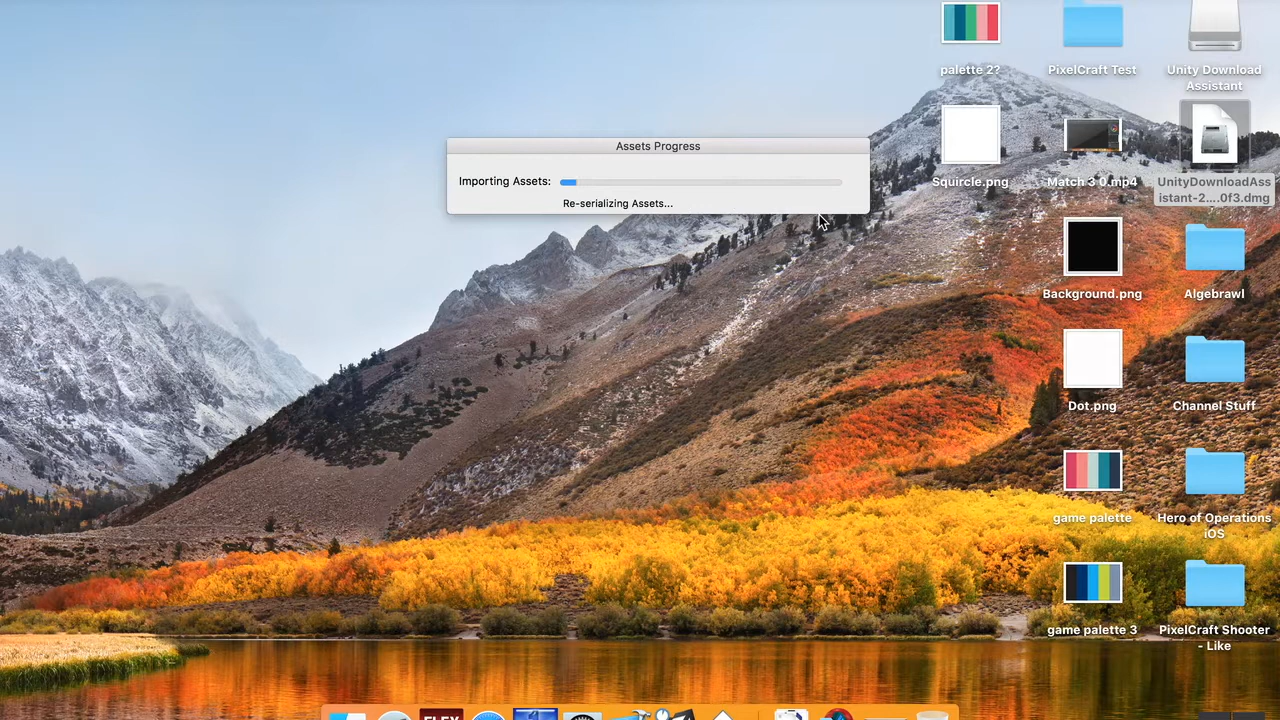 palette 2?
PixelCraft Test
Unity Download
Assistant
Assets Progress
Importing Assets:
Re-serializing Assets...
Squircle.png
Match 3 0.mp4
UnityDownloadAss
istant-2....0f3.dmg
Background.png
Algebrawl
Dot.png
Channel Stuff
game palette
Hero of Operations
iOS
game palette 3
PixelCraft Shooter
- Like
FLEX